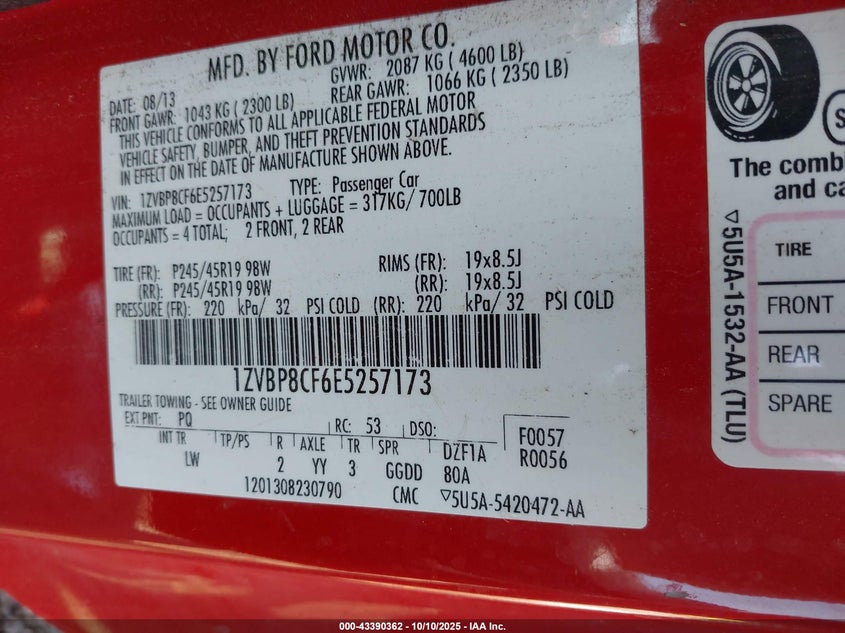 MFD. BY FORD MOTOR CO.
DATE: 08/13
GVWR: 2087 KG ( 4600 LB)
FRONT GAWR: 1043 KG ( 2300 LB)
REAR GAWR: 1066 KG ( 2350 LB)
THIS VEHICLE CONFORMS TO ALL APPLICABLE FEDERAL MOTOR
VEHICLE SAFETY, BUMPER, AND THEFT PREVENTION STANDARDS
IN EFFECT ON THE DATE OF MANUFACTURE SHOWN ABOVE.
VIN: 1ZVBP8CF6E5257173 TYPE: Passenger Car
MAXIMUM LOAD = OCCUPANTS + LUGGAGE = 317KG/ 700LB
OCCUPANTS = 4 TOTAL; 2 FRONT, 2 REAR
TIRE (FR): P245/45R19 98W RIMS (FR): 19x8.5J
(RR): P245/45R19 98W (RR): 19x8.5J
PRESSURE (FR): 220 kPa/ 32 PSI COLD (RR): 220 kPa/ 32 PSI COLD
1ZVBP8CF6E5257173
TRAILER TOWING - SEE OWNER GUIDE
EXT PNT: PQ RC: 53 DSO: F0057
INT TR TP/PS R AXLE TR SPR DZF1A R0056
LW 2 YY 3 GGDD 80A
1201308230790 CMC ▽5U5A-5420472-AA
The comb
and ca
▽5U5A-1532-AA (TLU)
TIRE
FRONT
REAR
SPARE
000-43390362 - 10/10/2025 - IAA Inc.